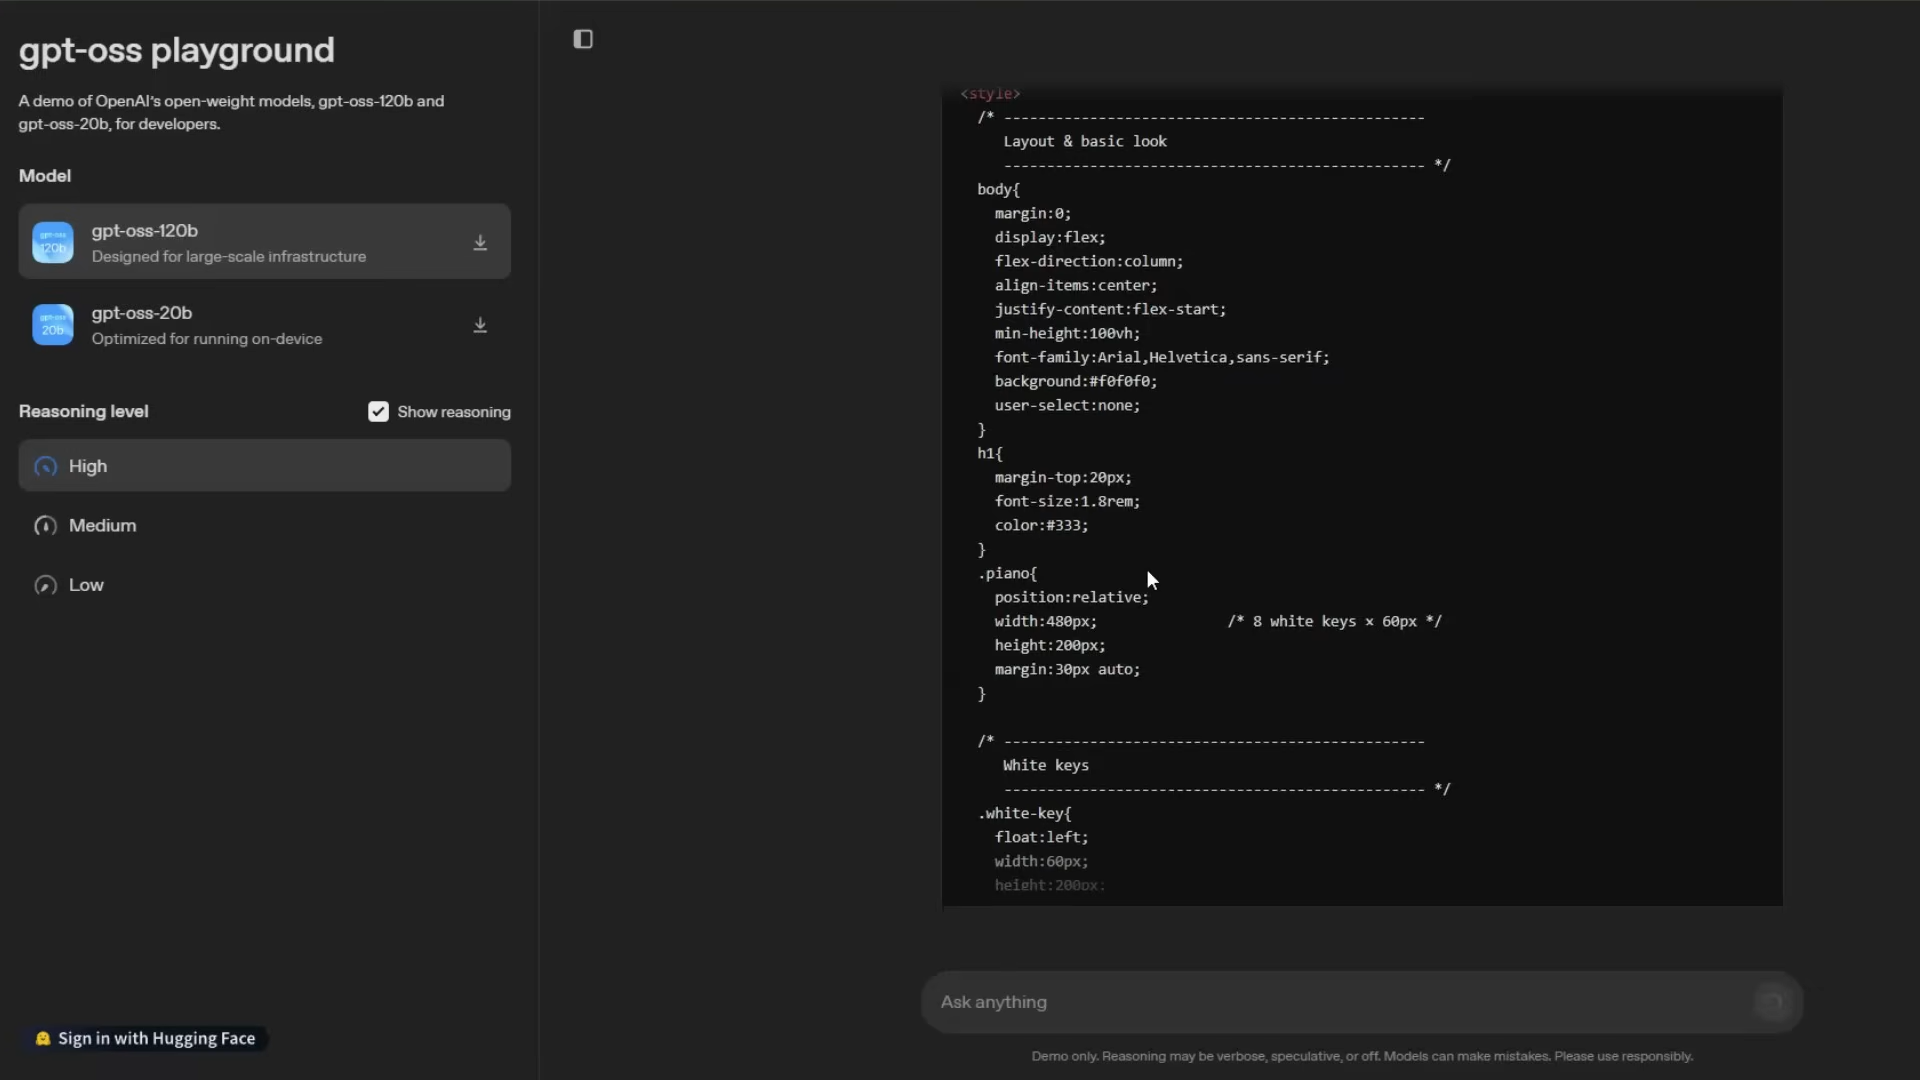 gpt-oss playground
A demo of OpenAI's open-weight models, gpt-oss-120b and
gpt-oss-20b, for developers.
Model
gpt-oss
120b
gpt-oss-120b
Designed for large-scale infrastructure
gpt-oss
20b
gpt-oss-20b
Optimized for running on-device
Reasoning level
Show reasoning
High
Medium
Low
Sign in with Hugging Face
<style>
/* -------------------------------------------------
Layout & basic look
------------------------------------------------- */
body{
margin:0;
display:flex;
flex-direction:column;
align-items:center;
justify-content:flex-start;
min-height:100vh;
font-family:Arial,Helvetica,sans-serif;
background:#f0f0f0;
user-select:none;
}
h1{
margin-top:20px;
font-size:1.8rem;
color:#333;
}
.piano{
position:relative;
width:480px; /* 8 white keys × 60px */
height:200px;
margin:30px auto;
}
/* -------------------------------------------------
White keys
------------------------------------------------- */
.white-key{
float:left;
width:60px;
height:200px;
Ask anything
Demo only. Reasoning may be verbose, speculative, or off. Models can make mistakes. Please use responsibly.